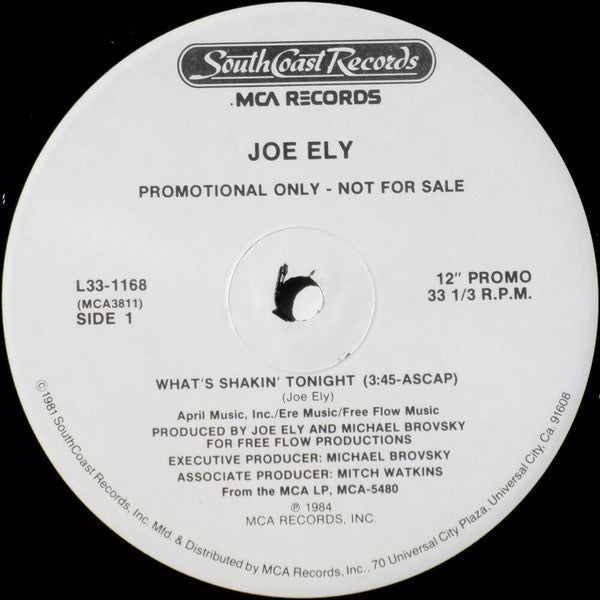 SouthCoast Records
MCA RECORDS
JOE ELY
PROMOTIONAL ONLY - NOT FOR SALE
L33-1168
(MCA3811)
SIDE 1
12" PROMO
33 1/3 R.P.M.
WHAT'S SHAKIN' TONIGHT (3:45-ASCAP)
(Joe Ely)
April Music, Inc./Ere Music/Free Flow Music
PRODUCED BY JOE ELY AND MICHAEL BROVSKY
FOR FREE FLOW PRODUCTIONS
EXECUTIVE PRODUCER: MICHAEL BROVSKY
ASSOCIATE PRODUCER: MITCH WATKINS
From the MCA LP, MCA-5480
℗ 1984
MCA RECORDS, INC.
©1981 SouthCoast Records, Inc. Mfd. & Distributed by MCA Records, Inc., 70 Universal City Plaza, Universal City, Ca. 91608